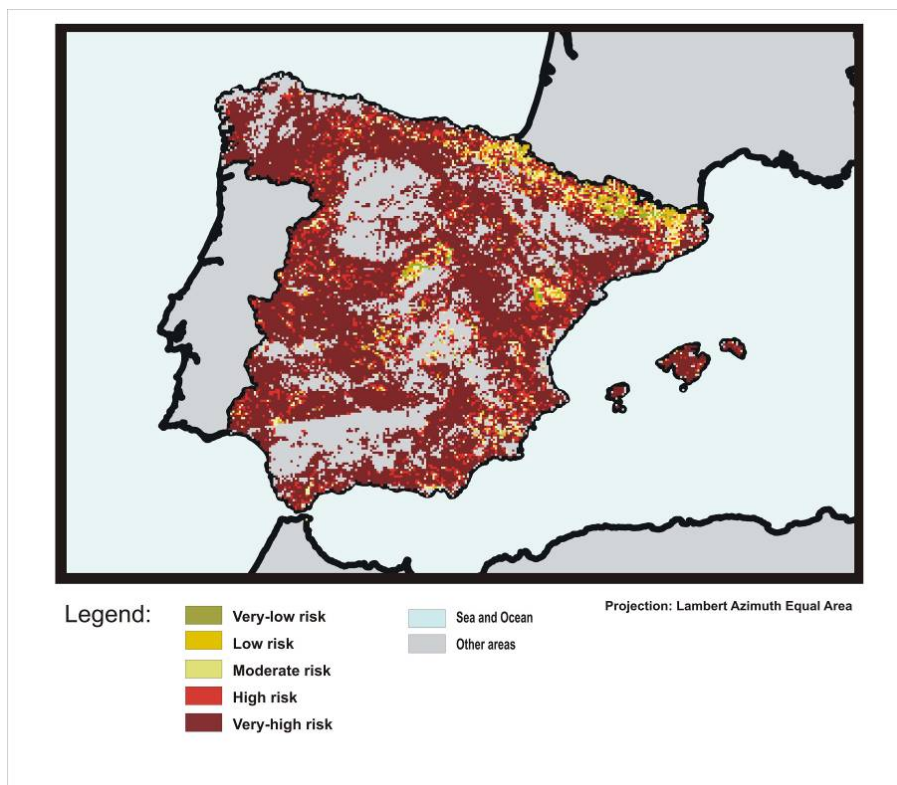 Legend:
Very-low risk
Low risk
Moderate risk
High risk
Very-high risk
Sea and Ocean
Other areas
Projection: Lambert Azimuth Equal Area